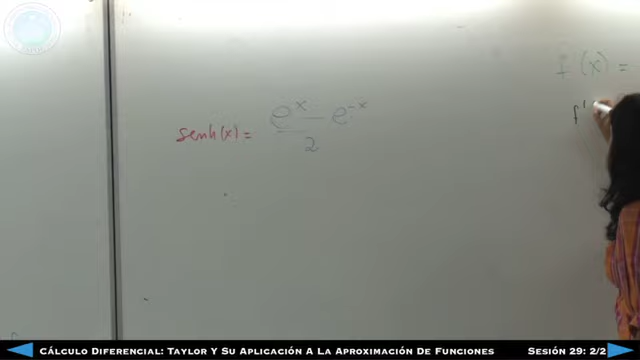 senh(x) = (e^x - e^-x)/2
f(x) =
f'
CÁLCULO DIFERENCIAL: TAYLOR Y SU APLICACIÓN A LA APROXIMACIÓN DE FUNCIONES
SESIÓN 29: 2/2